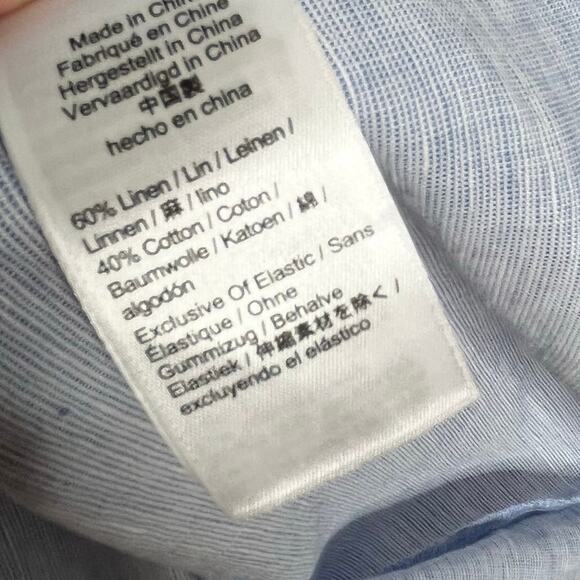 Made in China
Fabriqué en Chine
Hergestellt in China
Vervaardigd in China
中国製
hecho en china
60% Linen / Lin / Leinen /
Linnen / 麻 / lino
40% Cotton / Coton /
Baumwolle / Katoen / 綿 /
algodón
Exclusive Of Elastic / Sans
Élastique / Ohne
Gummizug / Behalve
Elastiek / 伸縮素材を除く /
excluyendo el elástico